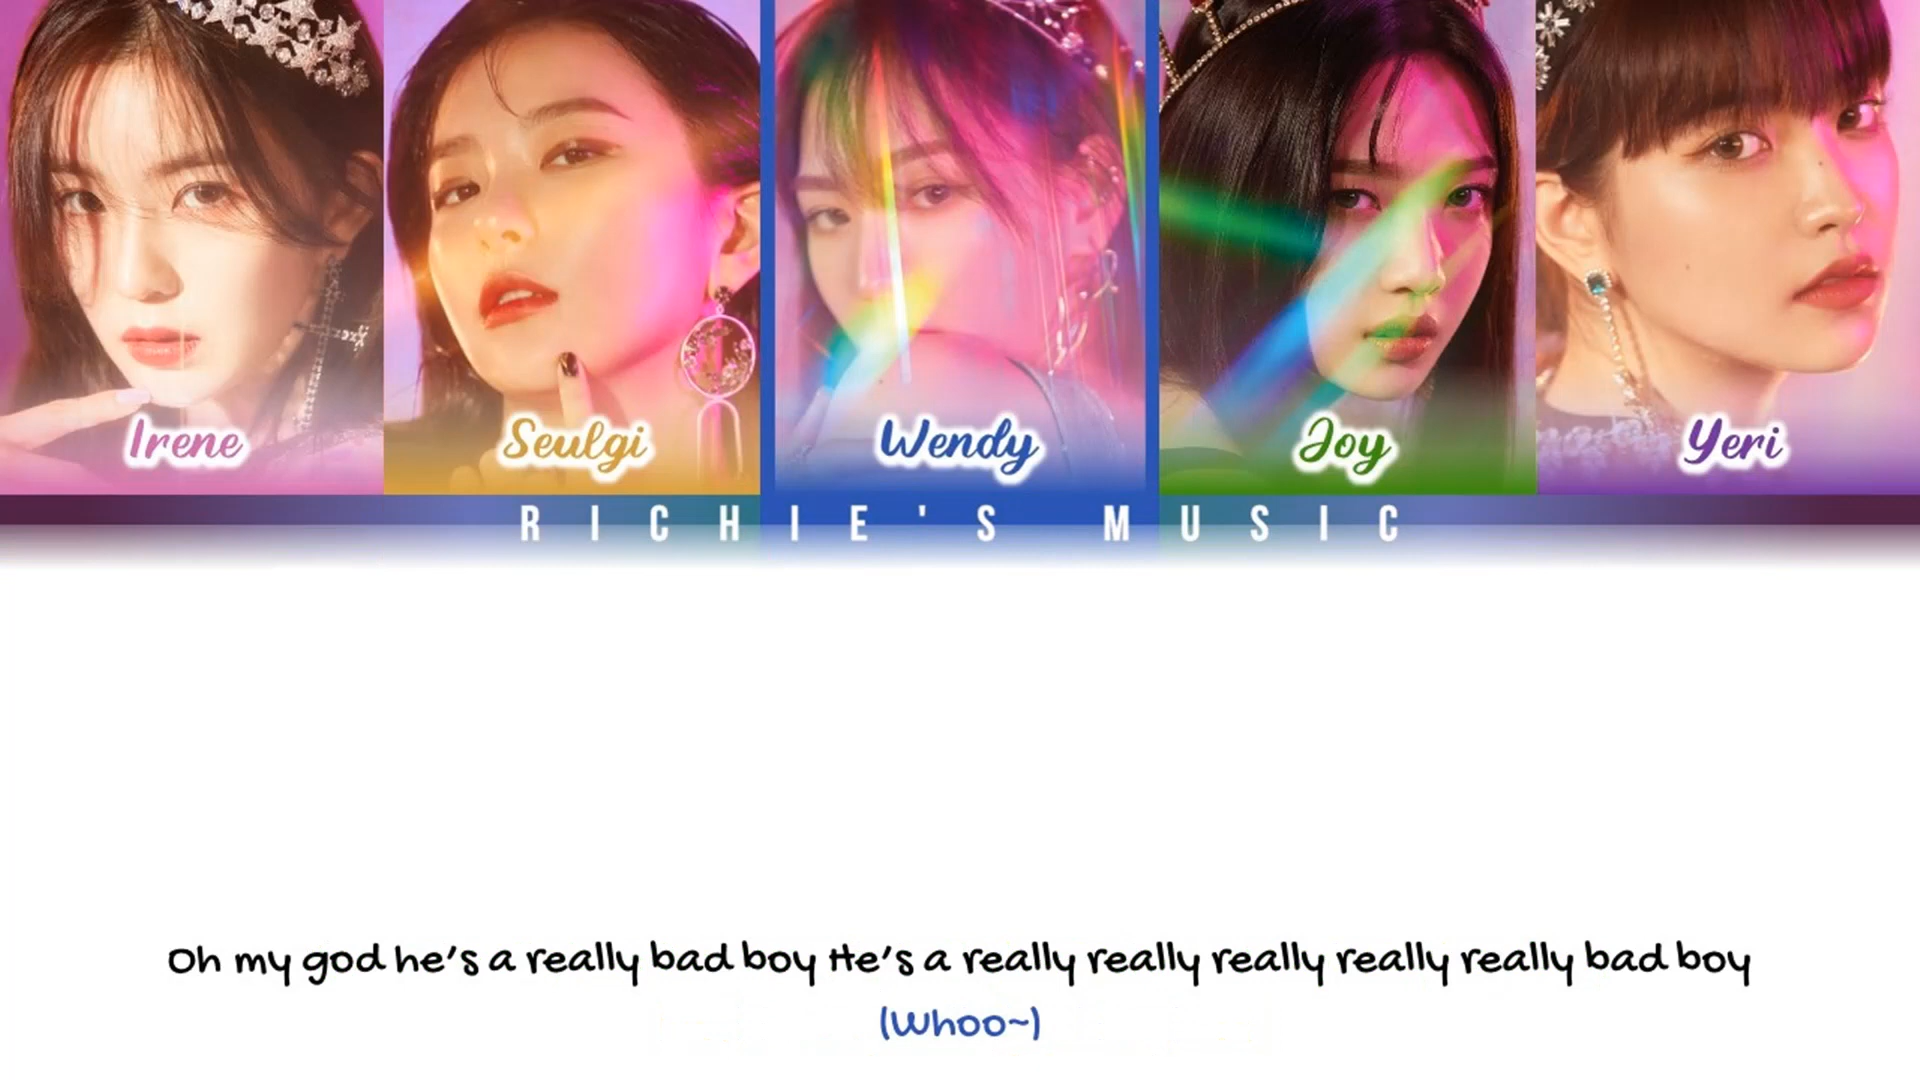 Irene
Seulgi
Wendy
Joy
Yeri
RICHIE'S MUSIC
Oh my god he's a really bad boy He's a really really really really really bad boy
(Whoo~)